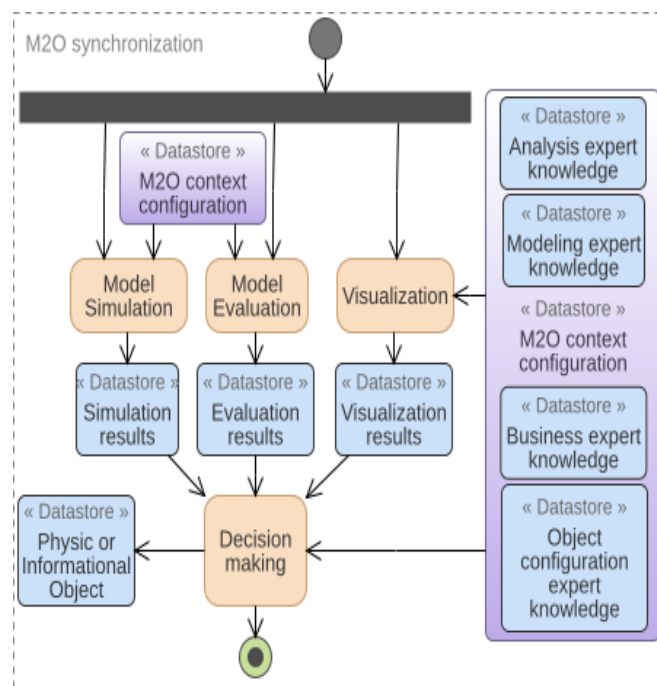 M2O synchronization
« Datastore »
M2O context
configuration
Model
Simulation
Model
Evaluation
Visualization
« Datastore »
Simulation
results
« Datastore »
Evaluation
results
« Datastore »
Visualization
results
« Datastore »
Physic or
Informational
Object
Decision
making
« Datastore »
Analysis expert
knowledge
« Datastore »
Modeling expert
knowledge
« Datastore »
M2O context
configuration
« Datastore »
Business expert
knowledge
« Datastore »
Object
configuration
expert
knowledge